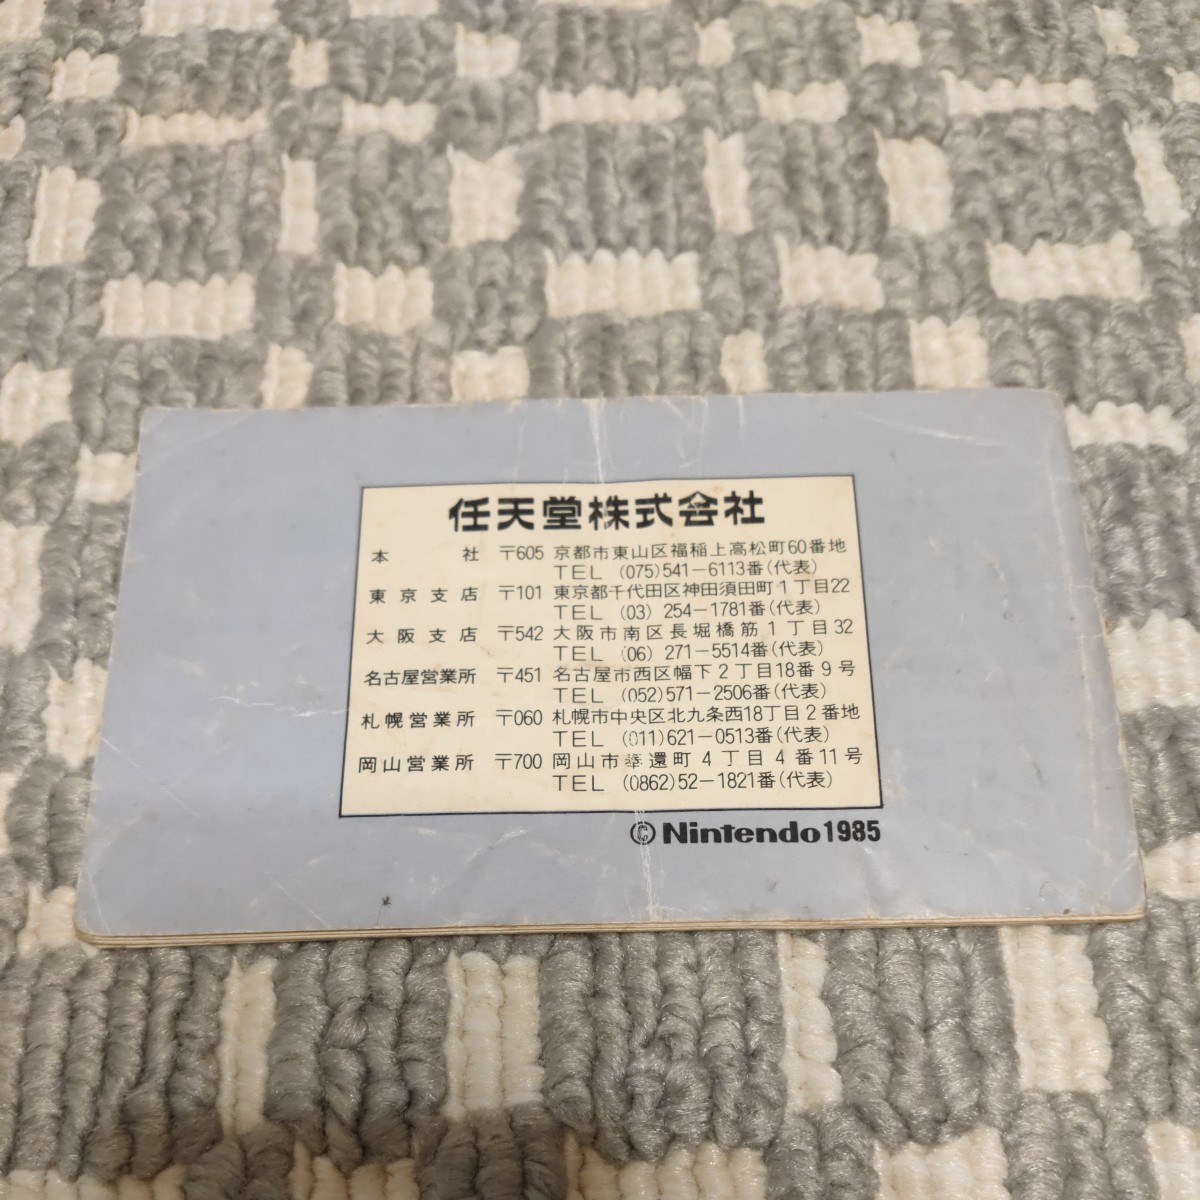 任天堂株式会社
本社 〒605 京都市東山区福稲上高松町60番地
TEL (075)541-6113番(代表)
東京支店 〒101 東京都千代田区神田須田町1丁目22
TEL (03) 254-1781番(代表)
大阪支店 〒542 大阪市南区長堀橋筋1丁目32
TEL (06) 271-5514番(代表)
名古屋営業所 〒451 名古屋市西区幅下2丁目18番9号
TEL (052)571-2506番(代表)
札幌営業所 〒060 札幌市中央区北九条西18丁目2番地
TEL (011)621-0513番(代表)
岡山営業所 〒700 岡山市奉還町4丁目4番11号
TEL (0862)52-1821番(代表)
©Nintendo1985